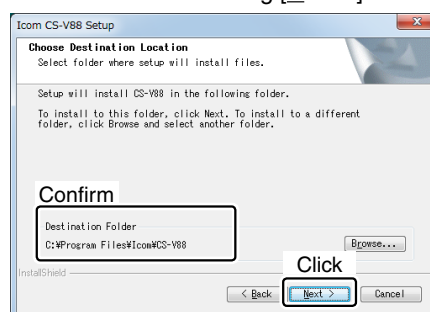 Icom CS-V88 Setup
Choose Destination Location
Select folder where setup will install files.
Setup will install CS-V88 in the following folder.
To install to this folder, click Next. To install to a different
folder, click Browse and select another folder.
Confirm
Destination Folder
C:¥Program Files¥Icom¥CS-V88
Browse...
Click
InstallShield
< Back
Next >
Cancel